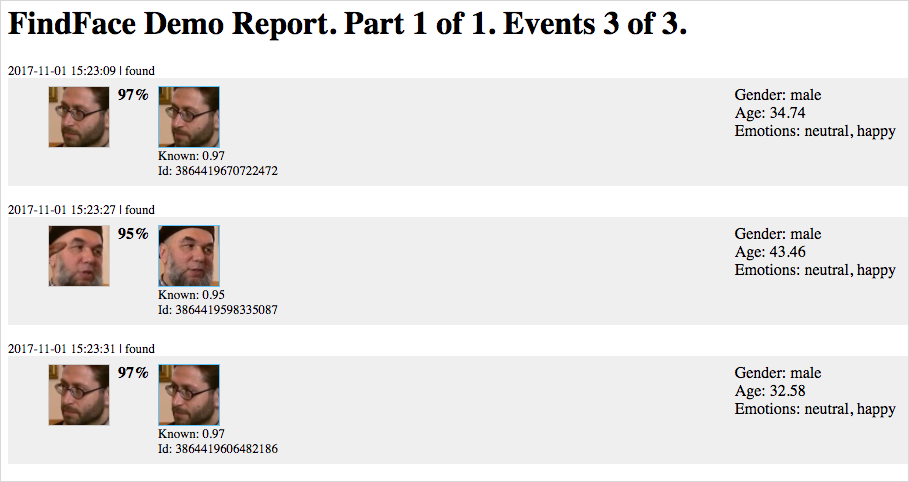 FindFace Demo Report. Part 1 of 1. Events 3 of 3.
2017-11-01 15:23:09 | found
97%
Known: 0.97
Id: 3864419670722472
Gender: male
Age: 34.74
Emotions: neutral, happy
2017-11-01 15:23:27 | found
95%
Known: 0.95
Id: 3864419598335087
Gender: male
Age: 43.46
Emotions: neutral, happy
2017-11-01 15:23:31 | found
97%
Known: 0.97
Id: 3864419606482186
Gender: male
Age: 32.58
Emotions: neutral, happy